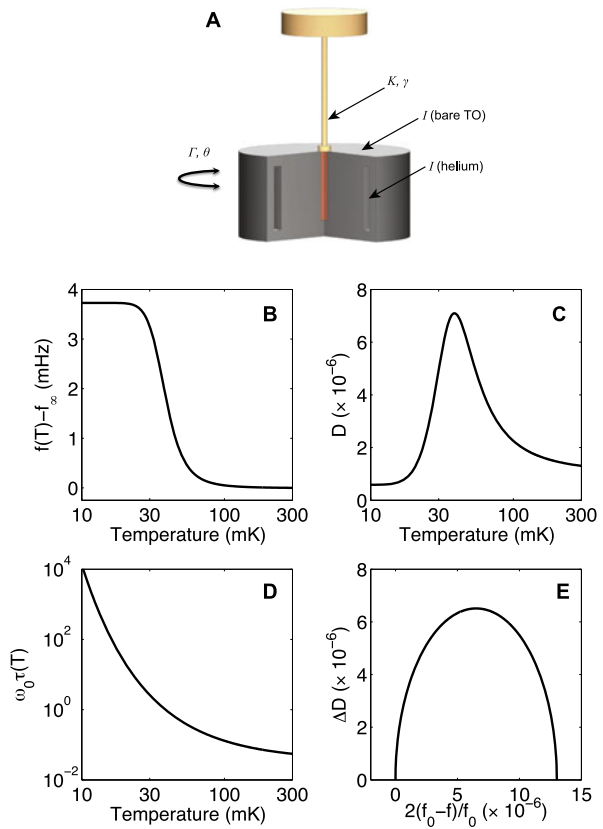 A
K, γ
I (bare TO)
Γ, θ
I (helium)
B
f(T)−f∞ (mHz)
4
3
2
1
0
10 30 100 300
Temperature (mK)
C
D (× 10⁻⁶)
8
6
4
2
0
10 30 100 300
Temperature (mK)
D
ω₀τ(T)
10⁴
10²
10⁰
10⁻²
10 30 100 300
Temperature (mK)
E
ΔD (× 10⁻⁶)
8
6
4
2
0
0 5 10 15
2(f₀−f)/f₀ (× 10⁻⁶)